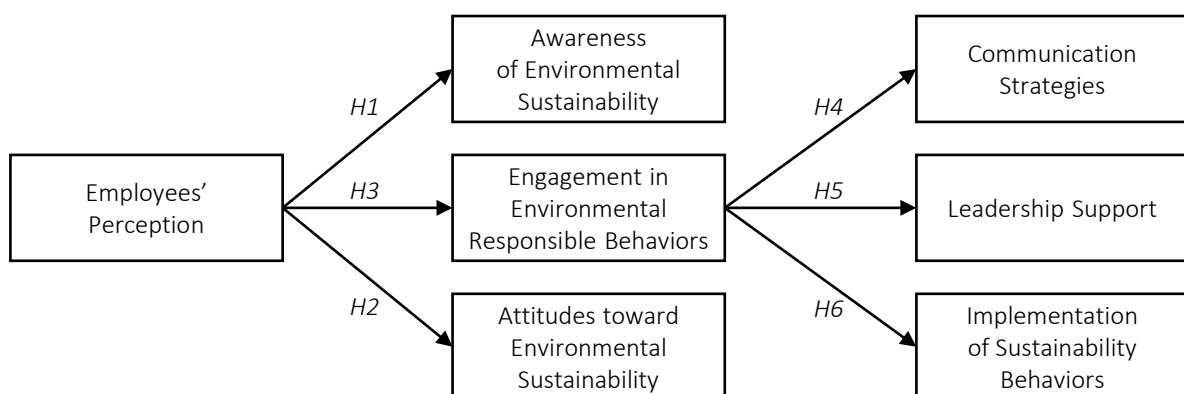 Awareness
of Environmental
Sustainability
Communication
Strategies
H1
H4
Employees’
Perception
H3
Engagement in
Environmental
Responsible Behaviors
H5
Leadership Support
H2
H6
Attitudes toward
Environmental
Sustainability
Implementation
of Sustainability
Behaviors